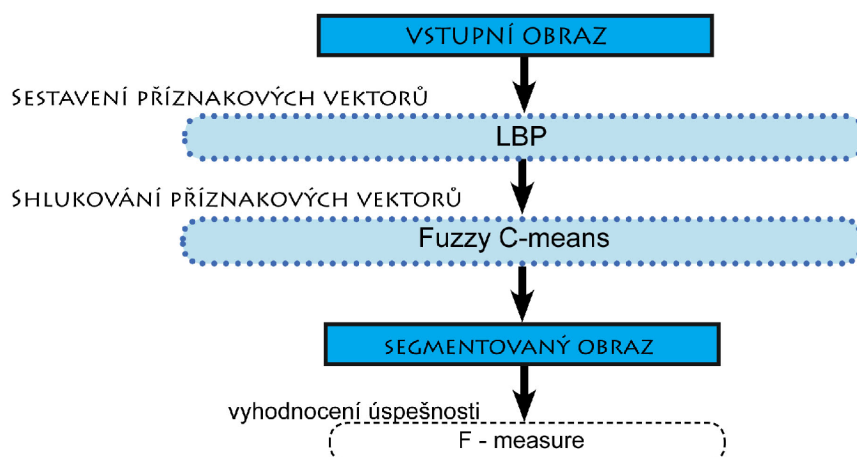 VSTUPNÍ OBRAZ
SESTAVENÍ PŘÍZNAKOVÝCH VEKTORŮ
LBP
SHLUKOVÁNÍ PŘÍZNAKOVÝCH VEKTORŮ
Fuzzy C-means
SEGMENTOVANÝ OBRAZ
vyhodnocení úspešnosti
F - measure